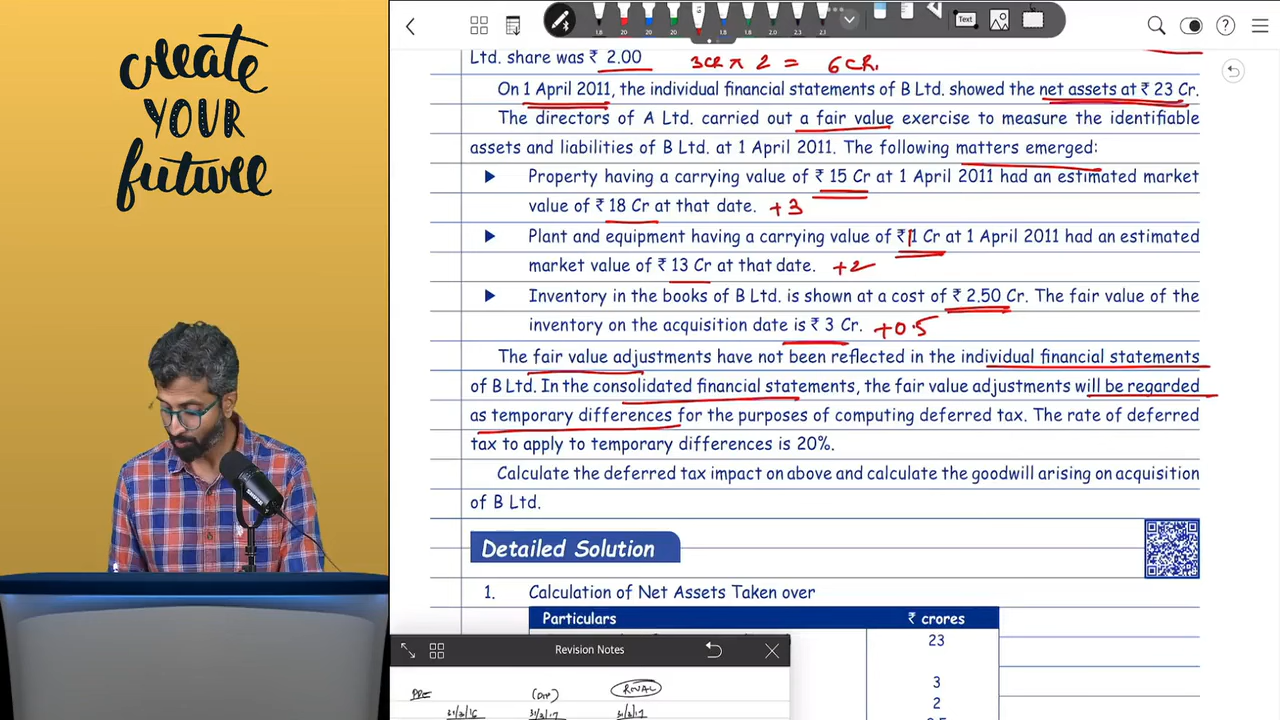 create
YOUR
future
Text
Ltd. share was ₹ 2.00 3CR x 2 = 6CR.
On 1 April 2011, the individual financial statements of B Ltd. showed the net assets at ₹ 23 Cr.
The directors of A Ltd. carried out a fair value exercise to measure the identifiable
assets and liabilities of B Ltd. at 1 April 2011. The following matters emerged:
Property having a carrying value of ₹ 15 Cr at 1 April 2011 had an estimated market
value of ₹ 18 Cr at that date. +3
Plant and equipment having a carrying value of ₹11 Cr at 1 April 2011 had an estimated
market value of ₹ 13 Cr at that date. +2
Inventory in the books of B Ltd. is shown at a cost of ₹ 2.50 Cr. The fair value of the
inventory on the acquisition date is ₹ 3 Cr. +0.5
The fair value adjustments have not been reflected in the individual financial statements
of B Ltd. In the consolidated financial statements, the fair value adjustments will be regarded
as temporary differences for the purposes of computing deferred tax. The rate of deferred
tax to apply to temporary differences is 20%.
Calculate the deferred tax impact on above and calculate the goodwill arising on acquisition
of B Ltd.
Detailed Solution
1. Calculation of Net Assets Taken over
Particulars ₹ crores
23
3
2
Revision Notes